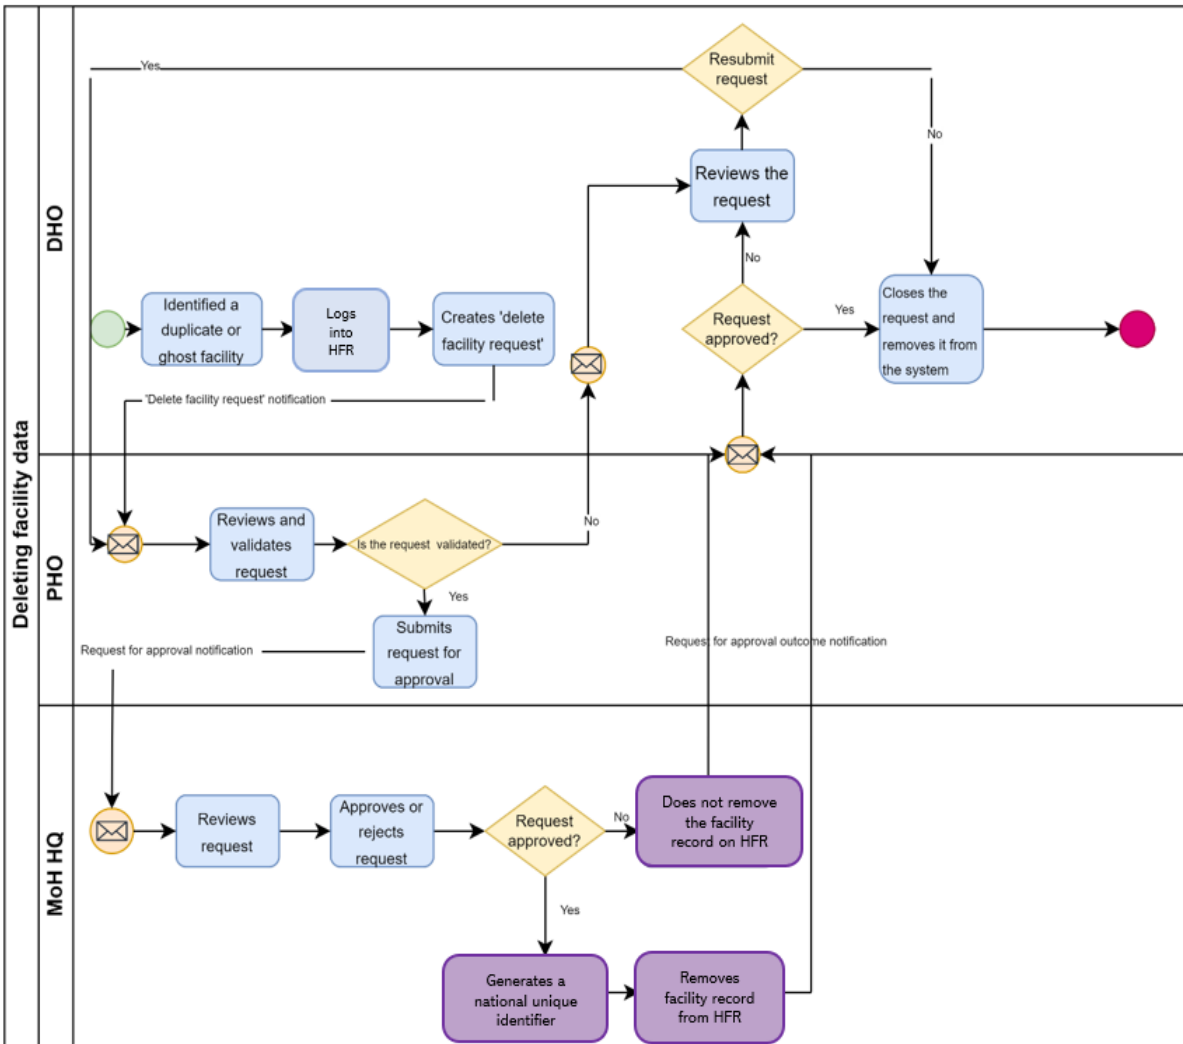 Deleting facility data
DHO
Yes
Resubmit
request
No
Reviews the
request
No
Identified a
duplicate or
ghost facility
Logs
into
HFR
Creates 'delete
facility request'
Request
approved?
Yes
Closes the
request and
removes it from
the system
'Delete facility request' notification
PHO
Reviews and
validates
request
Is the request validated?
No
Yes
Submits
request for
approval
Request for approval notification
Request for approval outcome notification
MoH HQ
Reviews
request
Approves or
rejects
request
Request
approved?
No
Does not remove
the facility
record on HFR
Yes
Generates a
national unique
identifier
Removes
facility record
from HFR